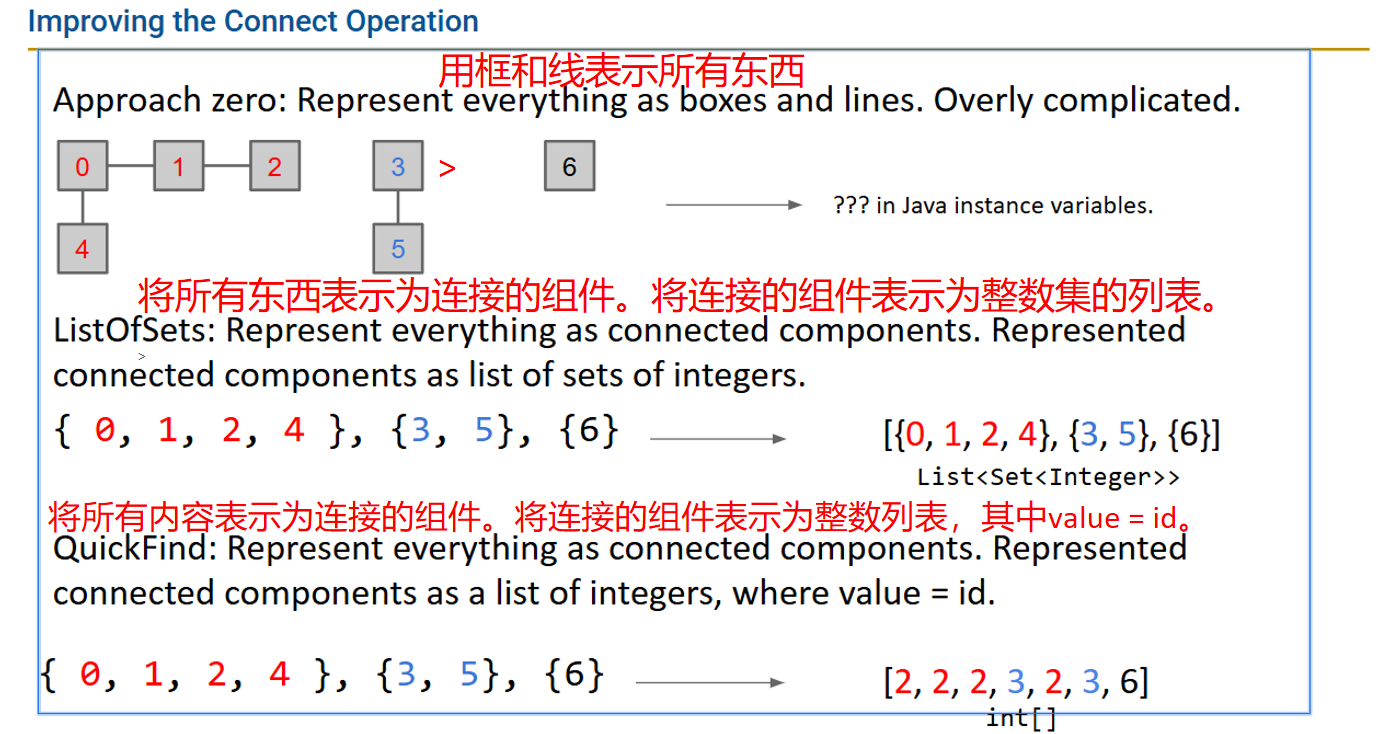 Improving the Connect Operation
用框和线表示所有东西
Approach zero: Represent everything as boxes and lines. Overly complicated.
0 1 2 3 > 6
??? in Java instance variables.
4 5
将所有东西表示为连接的组件。将连接的组件表示为整数集的列表。
ListOfSets: Represent everything as connected components. Represented
>
connected components as list of sets of integers.
{ 0, 1, 2, 4 }, {3, 5}, {6} [{0, 1, 2, 4}, {3, 5}, {6}]
List<Set<Integer>>
将所有内容表示为连接的组件。将连接的组件表示为整数列表，其中value = id。
QuickFind: Represent everything as connected components. Represented
connected components as a list of integers, where value = id.
{ 0, 1, 2, 4 }, {3, 5}, {6} [2, 2, 2, 3, 2, 3, 6]
int[]